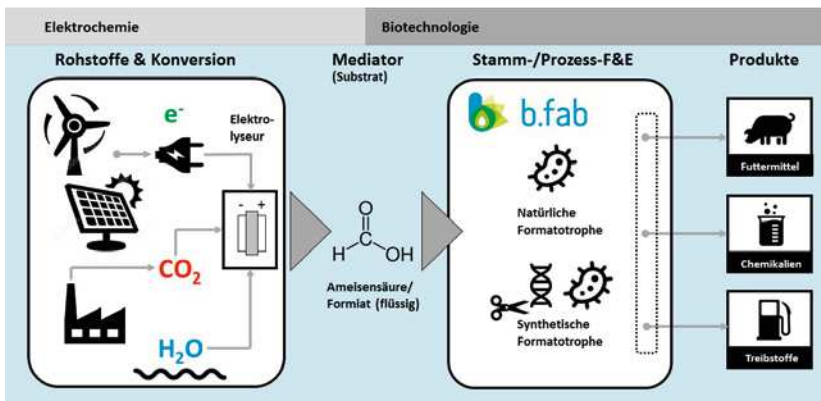 Elektrochemie
Biotechnologie
Rohstoffe & Konversion
Mediator
(Substrat)
Stamm-/Prozess-F&E
Produkte
e-
Elektro-
lyseur
- +
CO2
H2O
O
H
OH
Ameisensäure/
Formiat (flüssig)
b.fab
Natürliche
Formatotrophe
Synthetische
Formatotrophe
Futtermittel
Chemikalien
Treibstoffe